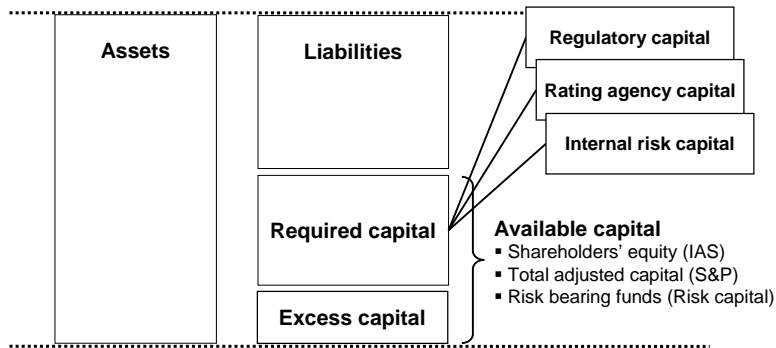 Assets
Liabilities
Regulatory capital
Rating agency capital
Internal risk capital
Required capital
Available capital
▪ Shareholders’ equity (IAS)
▪ Total adjusted capital (S&P)
▪ Risk bearing funds (Risk capital)
Excess capital